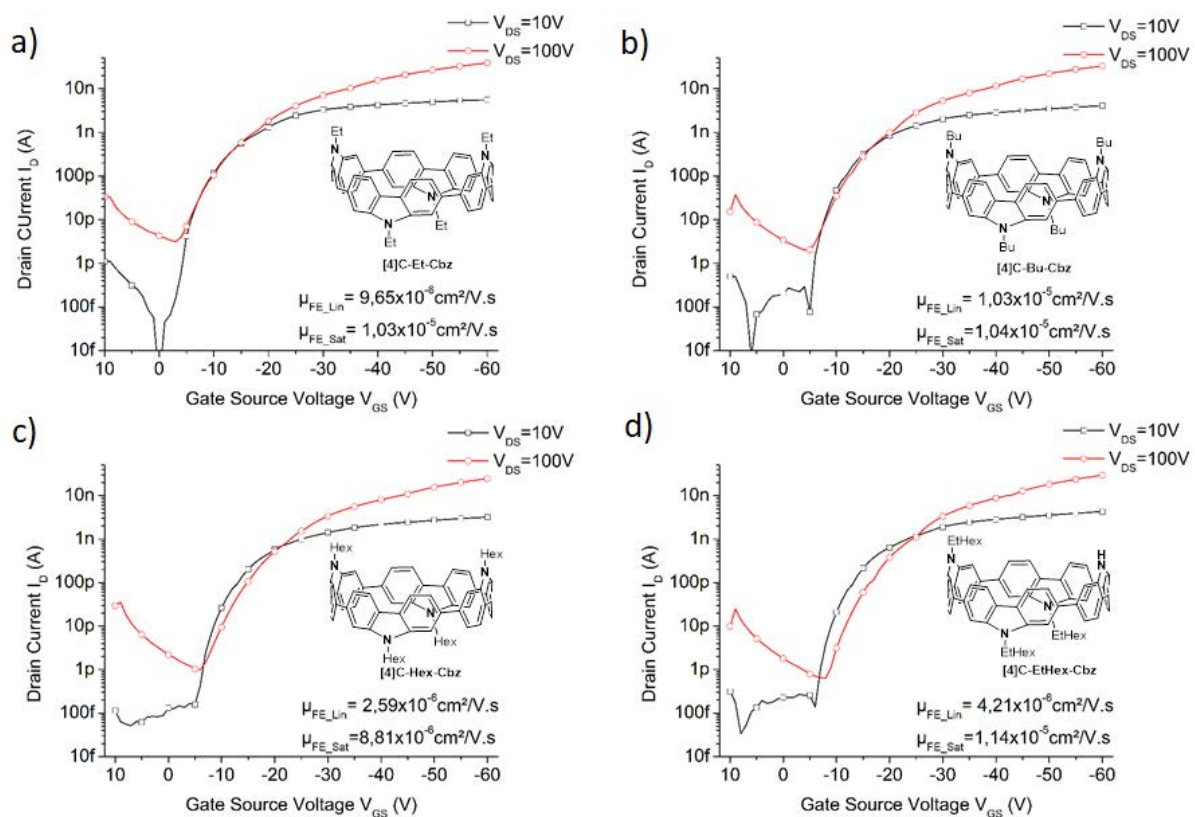 a)
V_DS=10V
V_DS=100V
Drain CUrrent I_D (A)
10n
1n
100p
10p
1p
100f
10f
10 0 -10 -20 -30 -40 -50 -60
Gate Source Voltage V_GS (V)
Et
N
Et
N
N
Et
N
Et
[4]C-Et-Cbz
μ_FE_Lin= 9,65x10⁻⁶cm²/V.s
μ_FE_Sat= 1,03x10⁻⁵cm²/V.s
b)
V_DS=10V
V_DS=100V
Drain Current I_D (A)
10n
1n
100p
10p
1p
100f
10f
10 0 -10 -20 -30 -40 -50 -60
Gate Source Voltage V_GS (V)
Bu
N
Bu
N
N
Bu
N
Bu
[4]C-Bu-Cbz
μ_FE_Lin= 1,03x10⁻⁵cm²/V.s
μ_FE_Sat=1,04x10⁻⁵cm²/V.s
c)
V_DS=10V
V_DS=100V
Drain Current I_D (A)
10n
1n
100p
10p
1p
100f
10f
10 0 -10 -20 -30 -40 -50 -60
Gate Source Voltage V_GS (V)
Hex
N
Hex
N
N
Hex
N
Hex
[4]C-Hex-Cbz
μ_FE_Lin= 2,59x10⁻⁶cm²/V.s
μ_FE_Sat=8,81x10⁻⁶cm²/V.s
d)
V_DS=10V
V_DS=100V
Drain Current I_D (A)
10n
1n
100p
10p
1p
100f
10f
10 0 -10 -20 -30 -40 -50 -60
Gate Source Voltage V_GS (V)
EtHex
N
H
N
N
EtHex
N
EtHex
[4]C-EtHex-Cbz
μ_FE_Lin= 4,21x10⁻⁶cm²/V.s
μ_FE_Sat= 1,14x10⁻⁵cm²/V.s